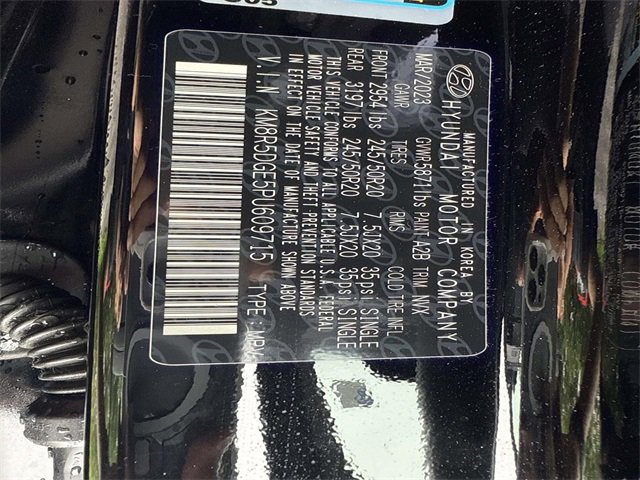 MANUFACTURED IN KOREA BY
HYUNDAI MOTOR COMPANY
MAR/2023 GVWR 5871lbs PAINT A2B TRIM NVX
GAWR TIRES RIMS COLD TIRE INFL
FRONT 2954 lbs 245/50R20 7.5JX20 35psi SINGLE
REAR 3197 lbs 245/50R20 7.5JX20 35psi SINGLE
THIS VEHICLE CONFORMS TO ALL APPLICABLE U.S.A. FEDERAL
MOTOR VEHICLE SAFETY AND THEFT PREVENTION STANDARDS
IN EFFECT ON THE DATE OF MANUFACTURE SHOWN ABOVE
VIN KM8R5DGE5PU609715 TYPE : MPV